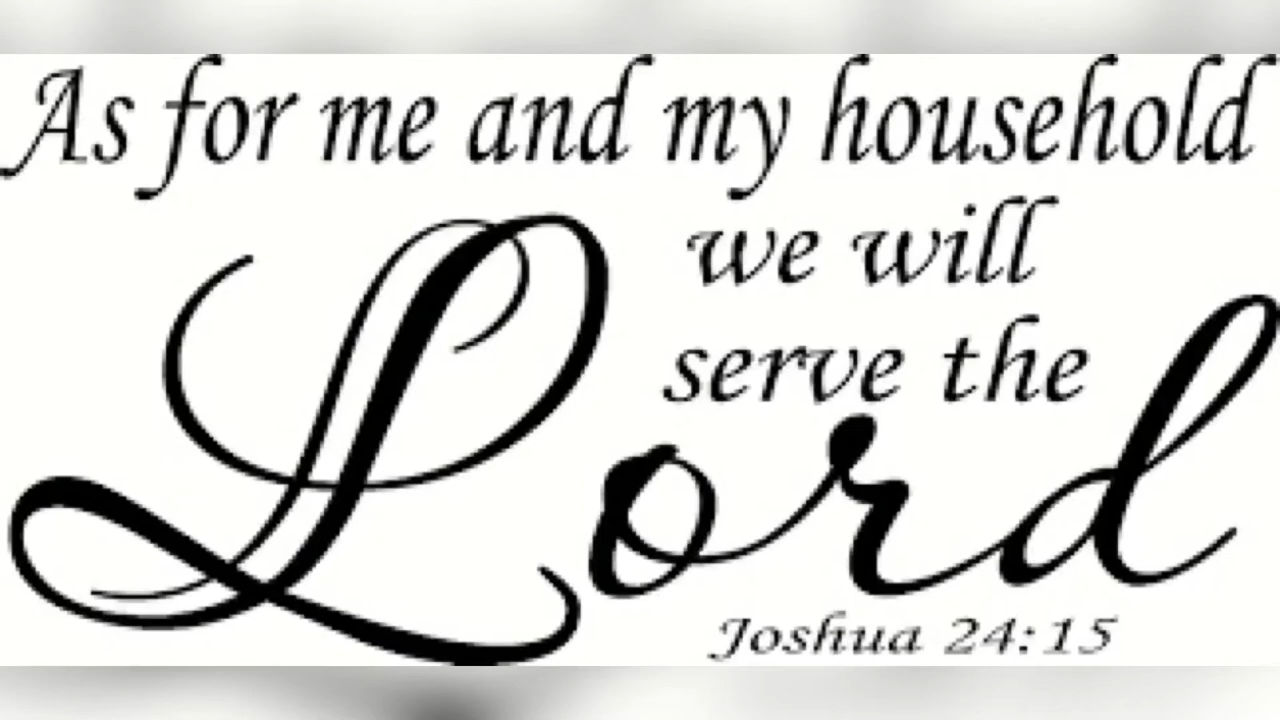 As for me and my household
we will
serve the
Lord
Joshua 24:15